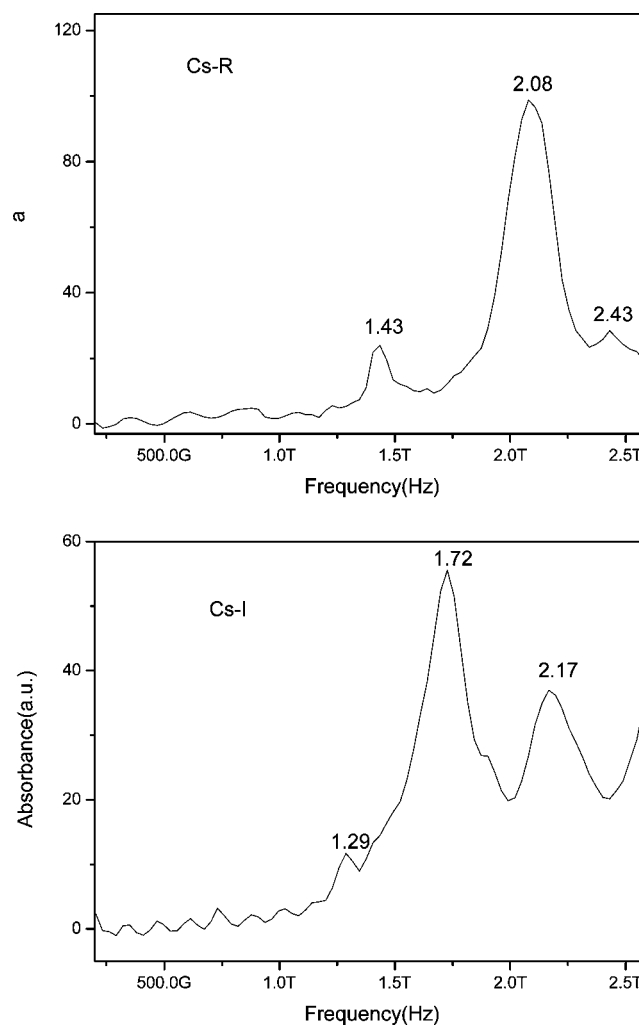 120
Cs-R
2.08
80
a
40
1.43
2.43
0
500.0G 1.0T 1.5T 2.0T 2.5T
Frequency(Hz)
60
1.72
Cs-I
40
2.17
Absorbance(a.u.)
20
1.29
0
500.0G 1.0T 1.5T 2.0T 2.5T
Frequency(Hz)